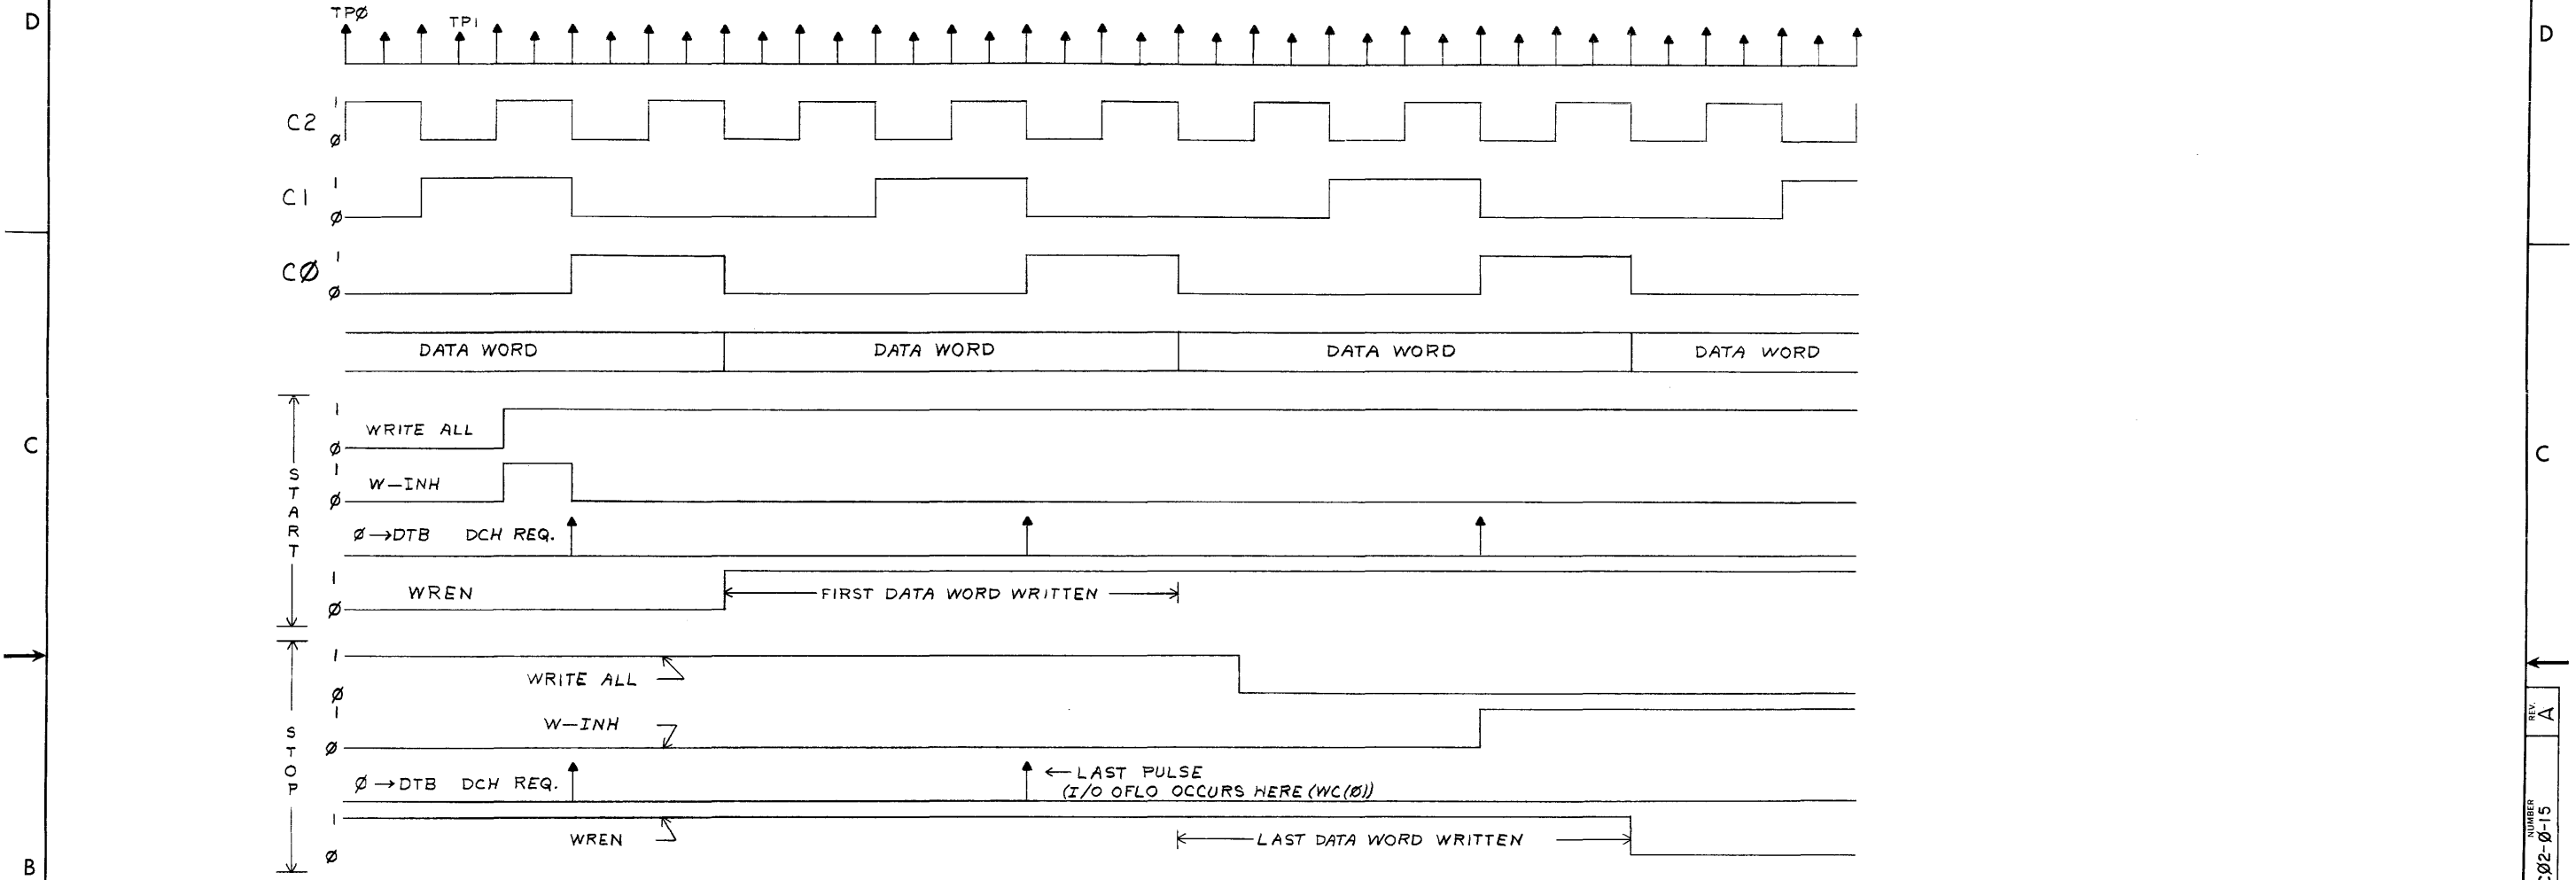 D
TPØ
TP1
D
C2
1
Ø
C1
1
Ø
CØ
1
Ø
DATA WORD
DATA WORD
DATA WORD
DATA WORD
C
C
START
1
WRITE ALL
Ø
1
W-INH
Ø
Ø→DTB DCH REQ.
1
WREN
Ø
←FIRST DATA WORD WRITTEN→
STOP
1
WRITE ALL
Ø
1
W-INH
Ø
Ø→DTB DCH REQ.
←LAST PULSE
(I/O OFLO OCCURS HERE (WC(Ø))
1
WREN
Ø
←LAST DATA WORD WRITTEN→
B
REV.
A
NUMBER
CØ2-Ø-15